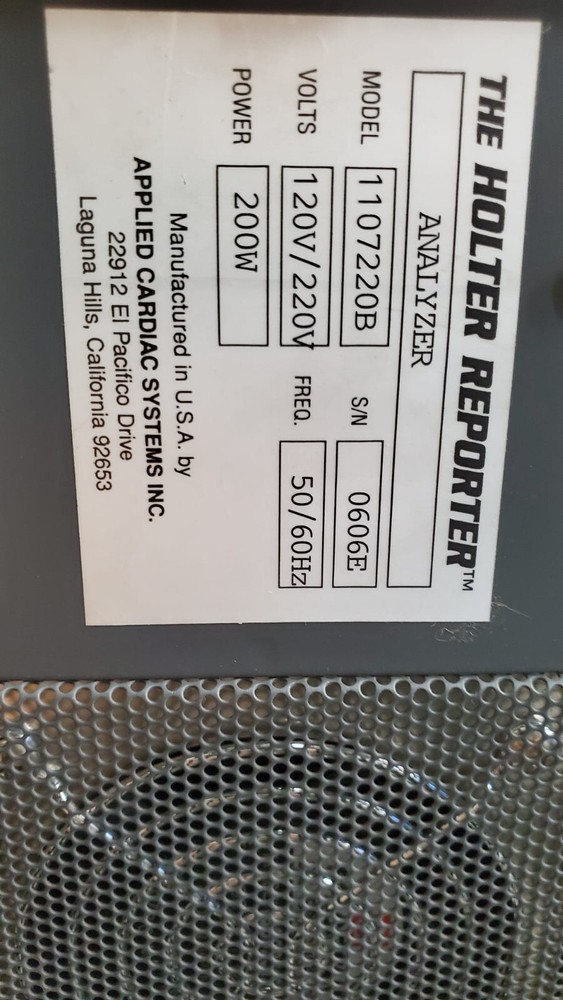 THE HOLTER REPORTER™
ANALYZER
MODEL 1107220B S/N 0606E
VOLTS 120V/220V FREQ. 50/60Hz
POWER 200W
Manufactured in U.S.A. by
APPLIED CARDIAC SYSTEMS INC.
22912 El Pacifico Drive
Laguna Hills, California 92653